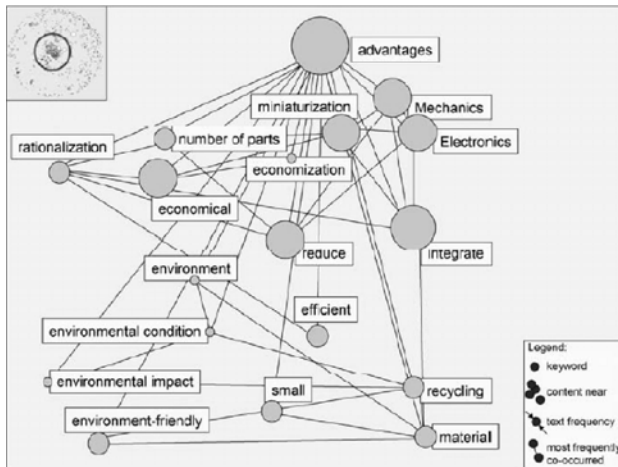 advantages
miniaturization
Mechanics
number of parts
Electronics
rationalization
economization
economical
reduce
integrate
environment
efficient
environmental condition
environmental impact
small
recycling
environment-friendly
material
Legend:
keyword
content near
text frequency
most frequently
co-occurred